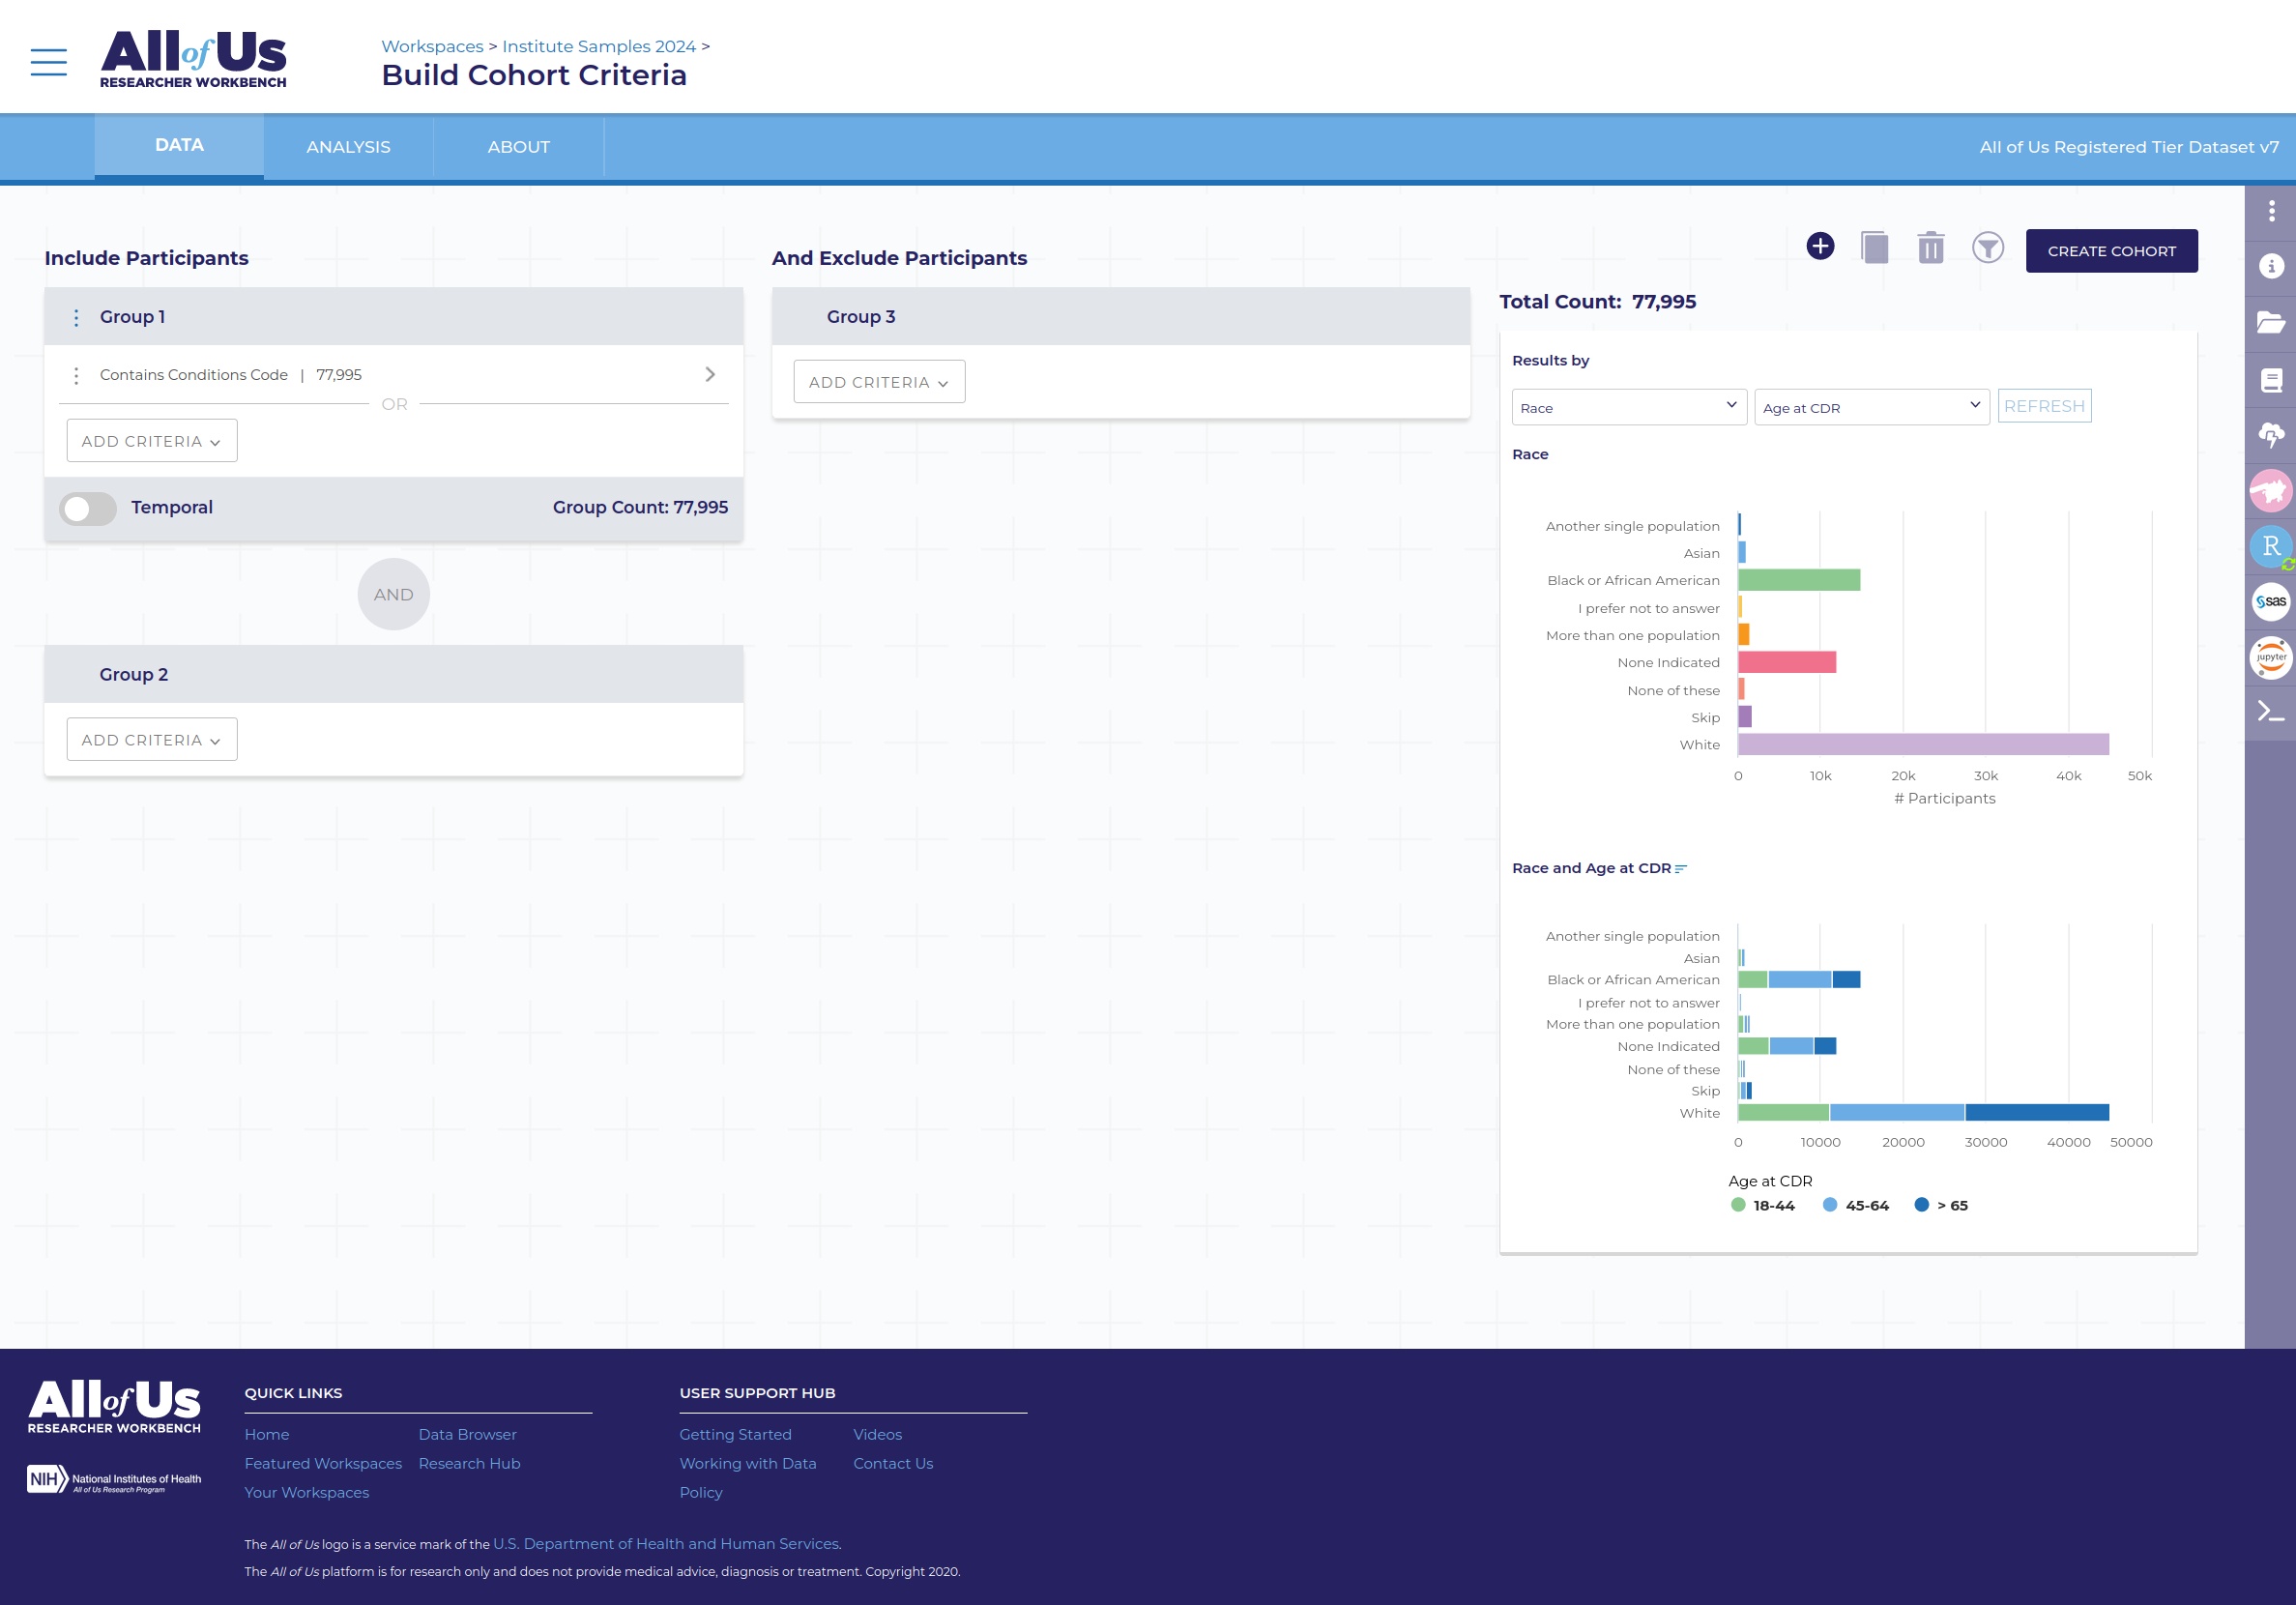 All of Us
RESEARCHER WORKBENCH
Workspaces > Institute Samples 2024 >
Build Cohort Criteria
DATA
ANALYSIS
ABOUT
All of Us Registered Tier Dataset v7
Include Participants
Group 1
Contains Conditions Code | 77,995
OR
ADD CRITERIA
Temporal
Group Count: 77,995
AND
Group 2
ADD CRITERIA
And Exclude Participants
Group 3
ADD CRITERIA
CREATE COHORT
Total Count: 77,995
Results by
Race
Age at CDR
REFRESH
Race
Another single population
Asian
Black or African American
I prefer not to answer
More than one population
None Indicated
None of these
Skip
White
0 10k 20k 30k 40k 50k
# Participants
Race and Age at CDR
Another single population
Asian
Black or African American
I prefer not to answer
More than one population
None Indicated
None of these
Skip
White
0 10000 20000 30000 40000 50000
Age at CDR
18-44 45-64 > 65
R
sas
jupyter
All of Us
RESEARCHER WORKBENCH
NIH National Institutes of Health
All of Us Research Program
QUICK LINKS
Home
Data Browser
Featured Workspaces
Research Hub
Your Workspaces
USER SUPPORT HUB
Getting Started
Videos
Working with Data
Contact Us
Policy
The All of Us logo is a service mark of the U.S. Department of Health and Human Services.
The All of Us platform is for research only and does not provide medical advice, diagnosis or treatment. Copyright 2020.